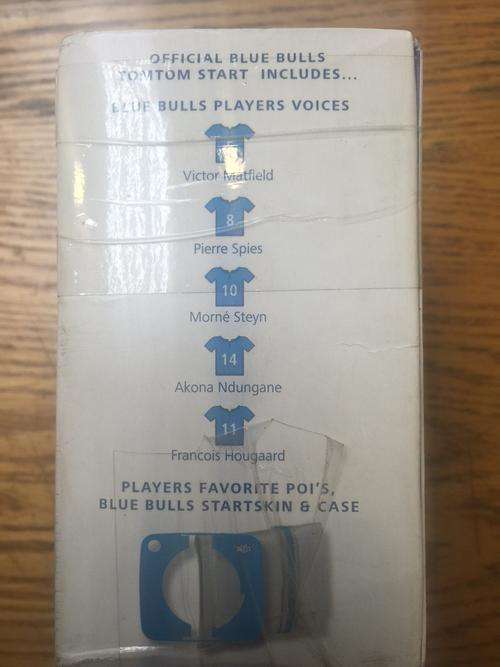 OFFICIAL BLUE BULLS
TOMTOM START INCLUDES...
BLUE BULLS PLAYERS VOICES
Victor Matfield
8
Pierre Spies
10
Morné Steyn
14
Akona Ndungane
11
Francois Hougaard
PLAYERS FAVORITE POI'S,
BLUE BULLS STARTSKIN & CASE